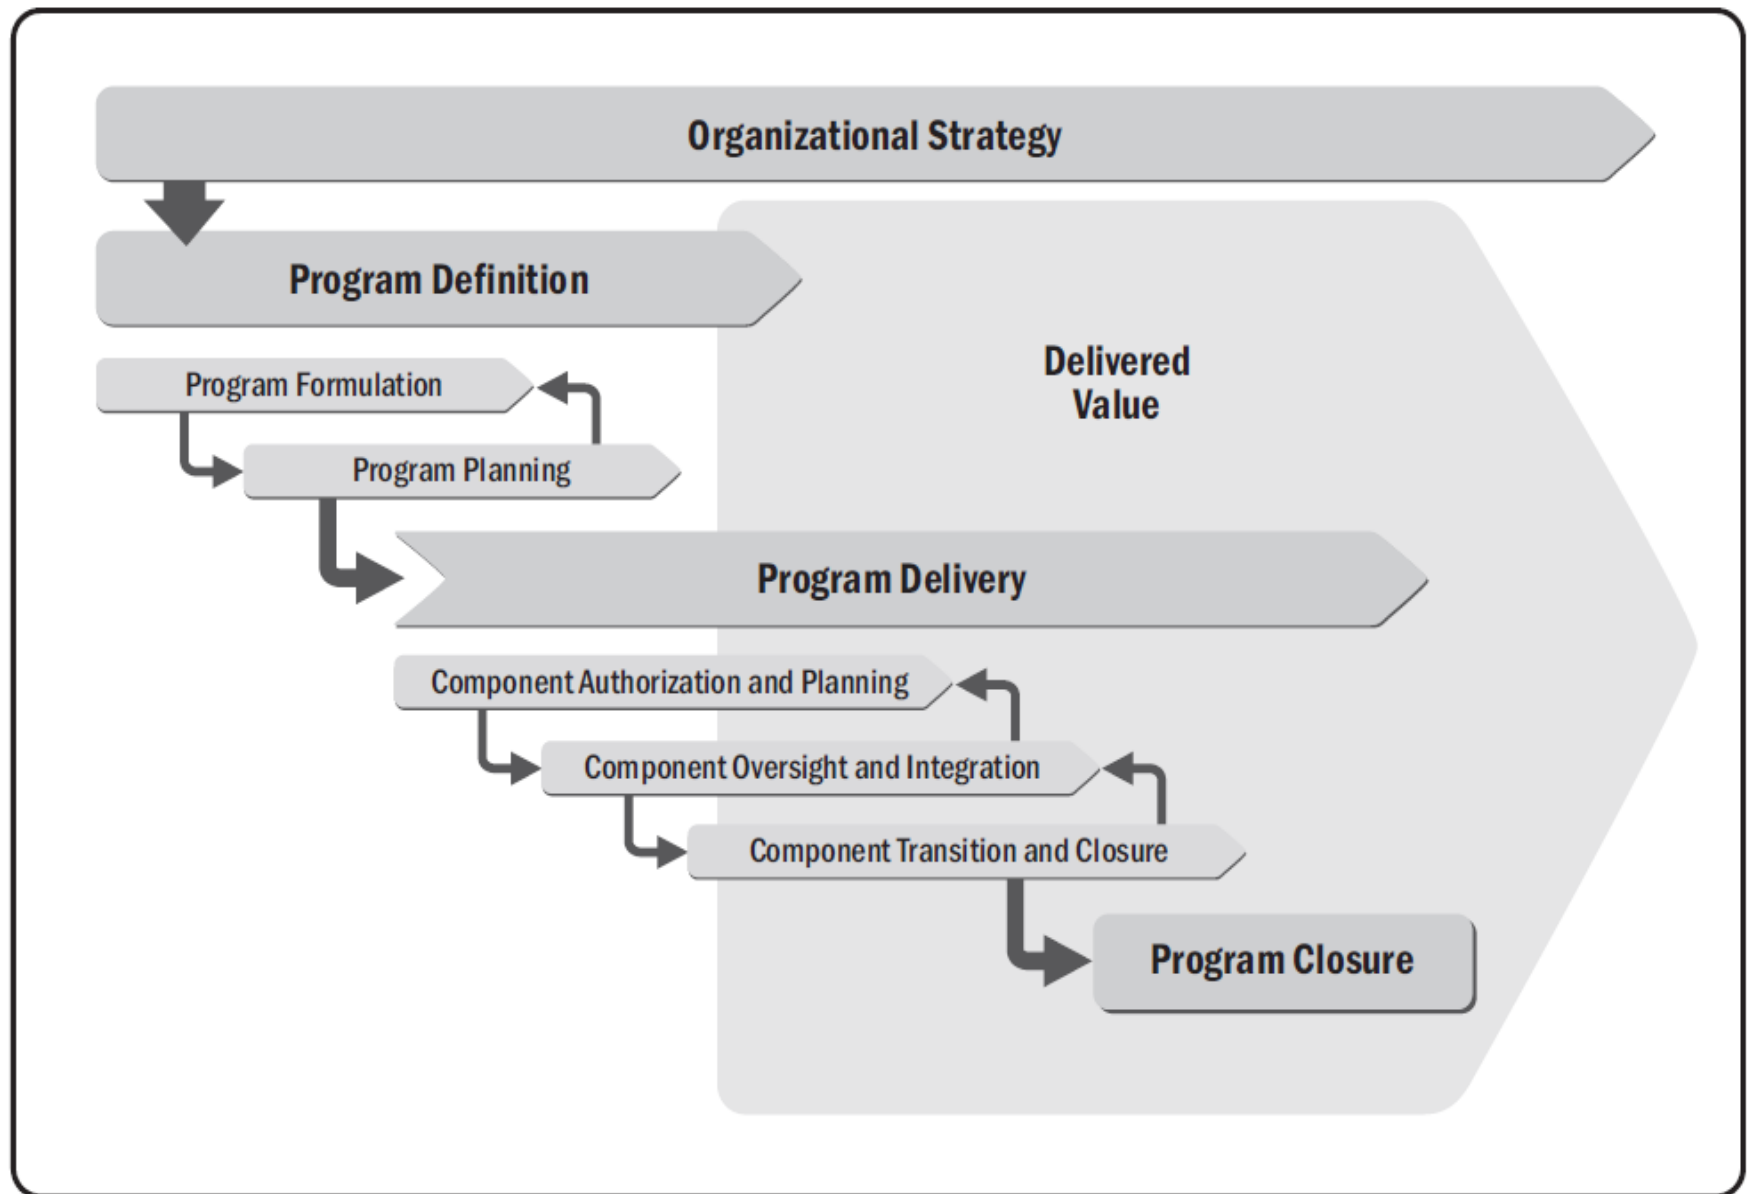 Organizational Strategy
Program Definition
Delivered
Value
Program Formulation
Program Planning
Program Delivery
Component Authorization and Planning
Component Oversight and Integration
Component Transition and Closure
Program Closure